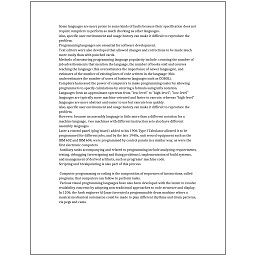 Some languages are more prone to some kinds of faults because their specification does not
require compilers to perform as much checking as other languages.
Also, specific user environment and usage history can make it difficult to reproduce the
problem.
Programming languages are essential for software development.
Text editors were also developed that allowed changes and corrections to be made much
more easily than with punched cards.
Methods of measuring programming language popularity include: counting the number of
job advertisements that mention the language, the number of books sold and courses
teaching the language (this overestimates the importance of newer languages), and
estimates of the number of existing lines of code written in the language (this
underestimates the number of users of business languages such as COBOL).
Compilers harnessed the power of computers to make programming easier by allowing
programmers to specify calculations by entering a formula using infix notation.
Languages form an approximate spectrum from "low-level" to "high-level"; "low-level"
languages are typically more machine-oriented and faster to execute, whereas "high-level"
languages are more abstract and easier to use but execute less quickly.
Also, specific user environment and usage history can make it difficult to reproduce the
problem.
However, because an assembly language is little more than a different notation for a
machine language, two machines with different instruction sets also have different
assembly languages.
Later a control panel (plug board) added to his 1906 Type I Tabulator allowed it to be
programmed for different jobs, and by the late 1940s, unit record equipment such as the
IBM 602 and IBM 604, were programmed by control panels in a similar way, as were the
first electronic computers.
Auxiliary tasks accompanying and related to programming include analyzing requirements,
testing, debugging (investigating and fixing problems), implementation of build systems,
and management of derived artifacts, such as programs' machine code.
Scripting and breakpointing is also part of this process.
Computer programming or coding is the composition of sequences of instructions, called
programs, that computers can follow to perform tasks.
Various visual programming languages have also been developed with the intent to resolve
readability concerns by adopting non-traditional approaches to code structure and display.
In 1206, the Arab engineer Al-Jazari invented a programmable drum machine where a
musical mechanical automaton could be made to play different rhythms and drum patterns,
via pegs and cams.